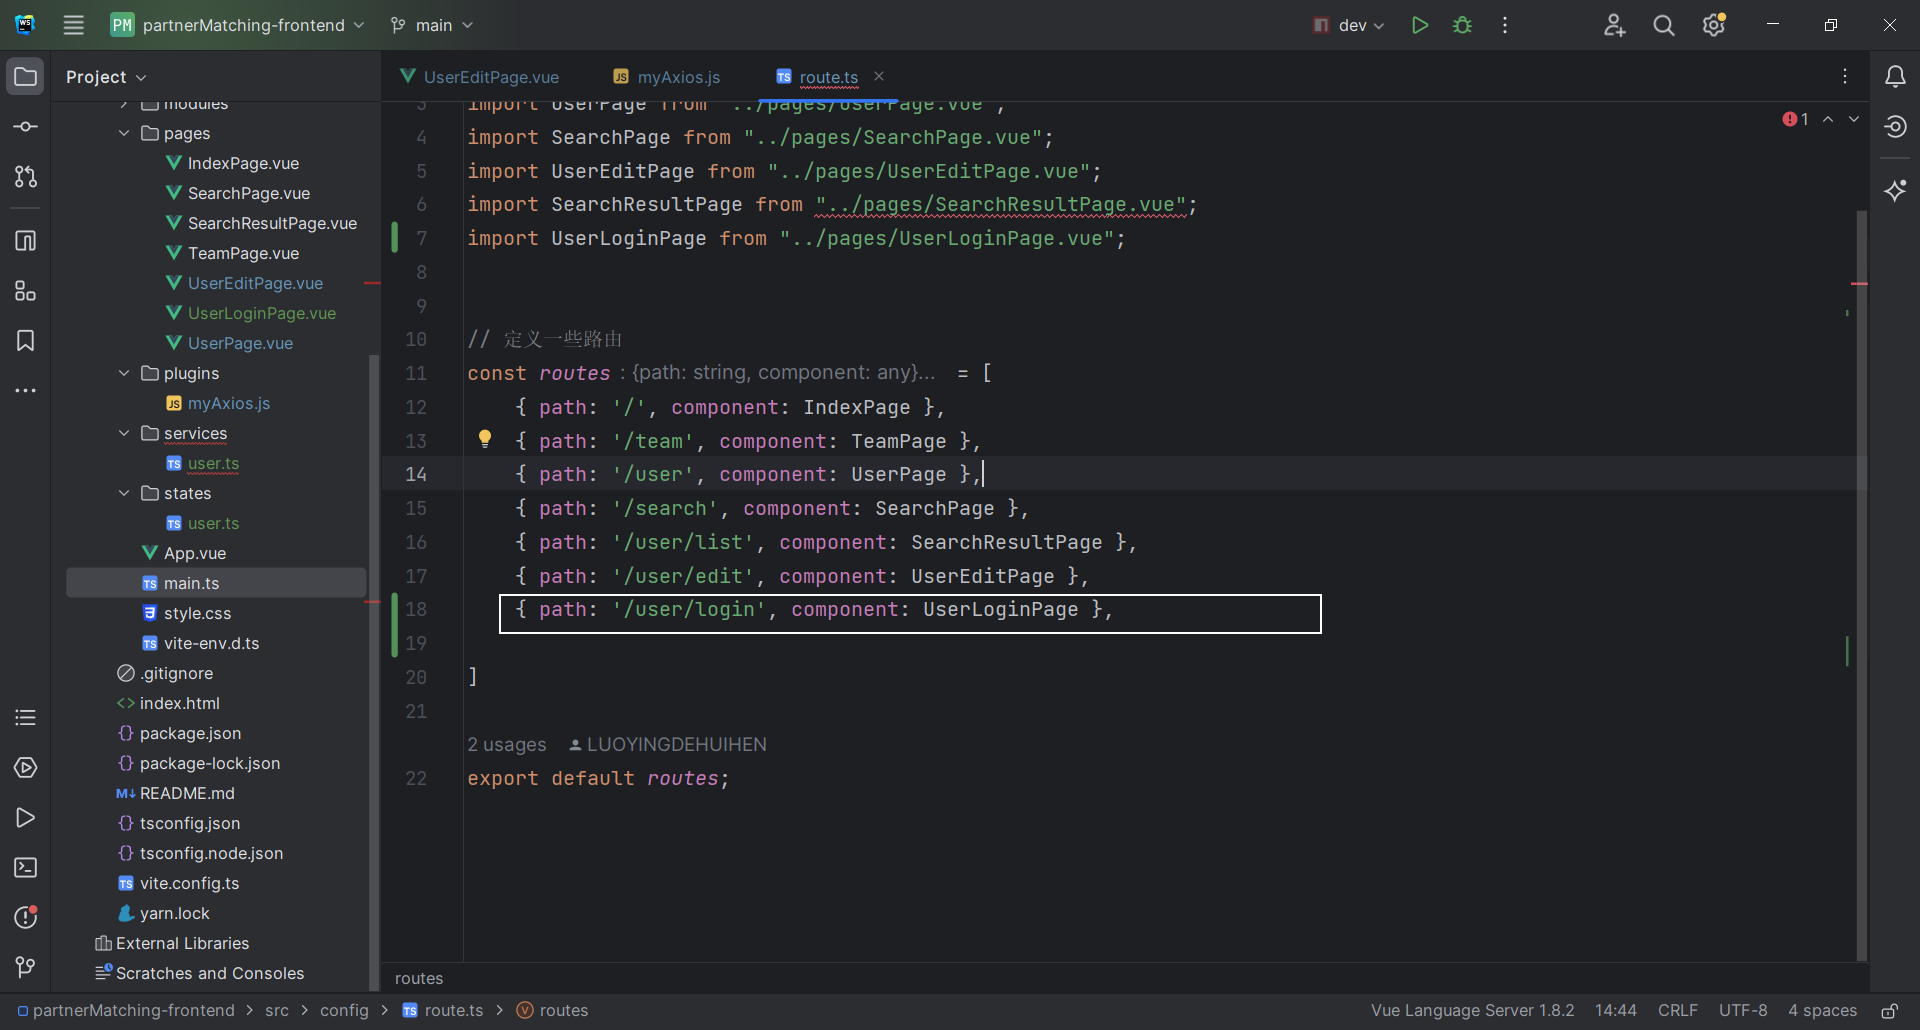 PM partnerMatching-frontend main dev
Project
UserEditPage.vue myAxios.js route.ts
modules
pages
IndexPage.vue
SearchPage.vue
SearchResultPage.vue
TeamPage.vue
UserEditPage.vue
UserLoginPage.vue
UserPage.vue
plugins
myAxios.js
services
user.ts
states
user.ts
App.vue
main.ts
style.css
vite-env.d.ts
.gitignore
index.html
package.json
package-lock.json
README.md
tsconfig.json
tsconfig.node.json
vite.config.ts
yarn.lock
External Libraries
Scratches and Consoles
3 import UserPage from "../pages/UserPage.vue";
1
4 import SearchPage from "../pages/SearchPage.vue";
5 import UserEditPage from "../pages/UserEditPage.vue";
6 import SearchResultPage from "../pages/SearchResultPage.vue";
7 import UserLoginPage from "../pages/UserLoginPage.vue";
8
9
10 // 定义一些路由
11 const routes : {path: string, component: any}... = [
12 { path: '/', component: IndexPage },
13 { path: '/team', component: TeamPage },
14 { path: '/user', component: UserPage },
15 { path: '/search', component: SearchPage },
16 { path: '/user/list', component: SearchResultPage },
17 { path: '/user/edit', component: UserEditPage },
18 { path: '/user/login', component: UserLoginPage },
19
20 ]
21
2 usages LUOYINGDEHUIHEN
22 export default routes;
routes
partnerMatching-frontend > src > config > route.ts > routes
Vue Language Server 1.8.2 14:44 CRLF UTF-8 4 spaces